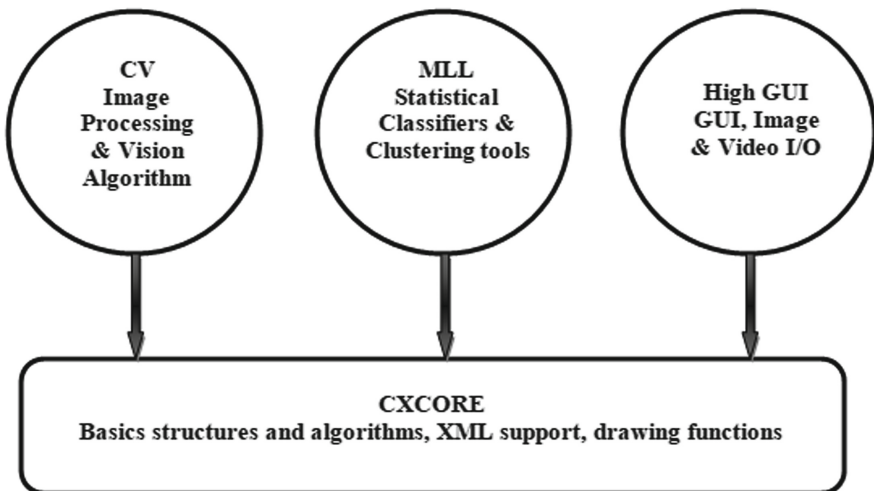 CV
Image
Processing
& Vision
Algorithm
MLL
Statistical
Classifiers &
Clustering tools
High GUI
GUI, Image
& Video I/O
CXCORE
Basics structures and algorithms, XML support, drawing functions